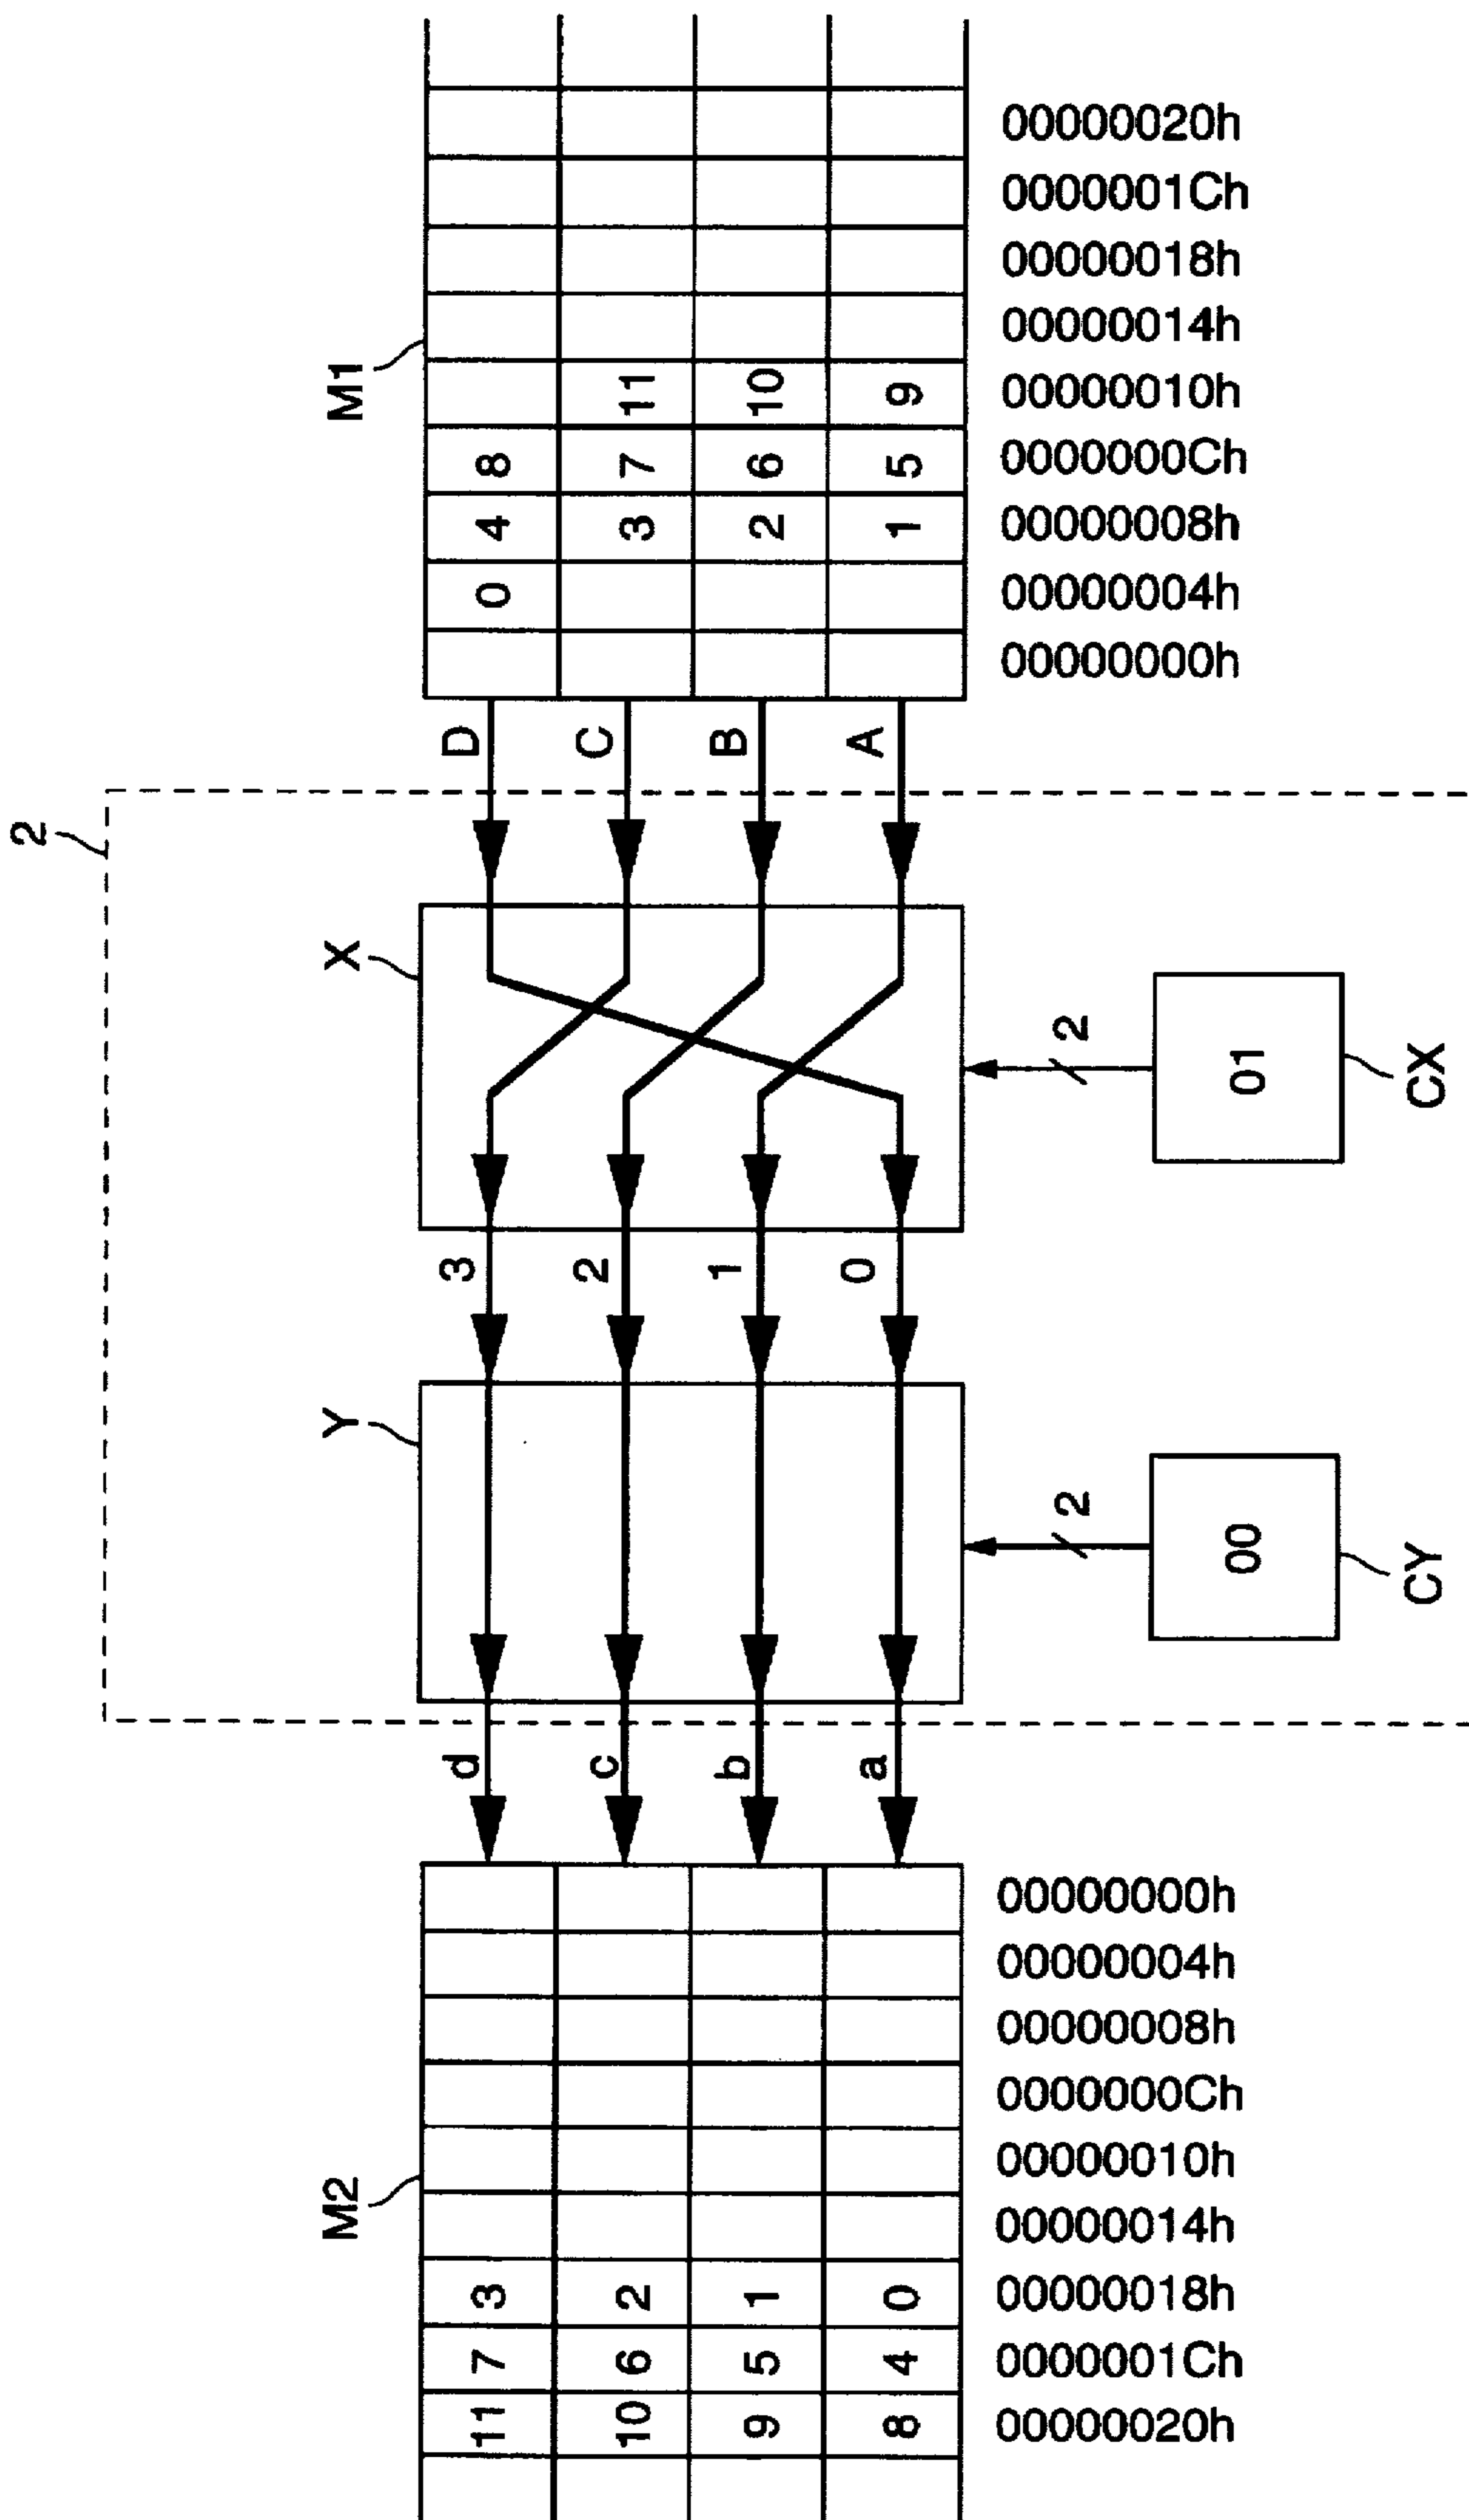 00000020h
0000001Ch
00000018h
00000014h
M1
11 10 9 00000010h
8 7 6 5 0000000Ch
4 3 2 1 00000008h
0 00000004h
00000000h
D C B A
2
X
2 01 CX
3 2 1 0
Y
2 00 CY
d c b a
00000000h
00000004h
00000008h
0000000Ch
00000010h
M2
00000014h
3 2 1 0 00000018h
7 6 5 4 0000001Ch
11 10 9 8 00000020h